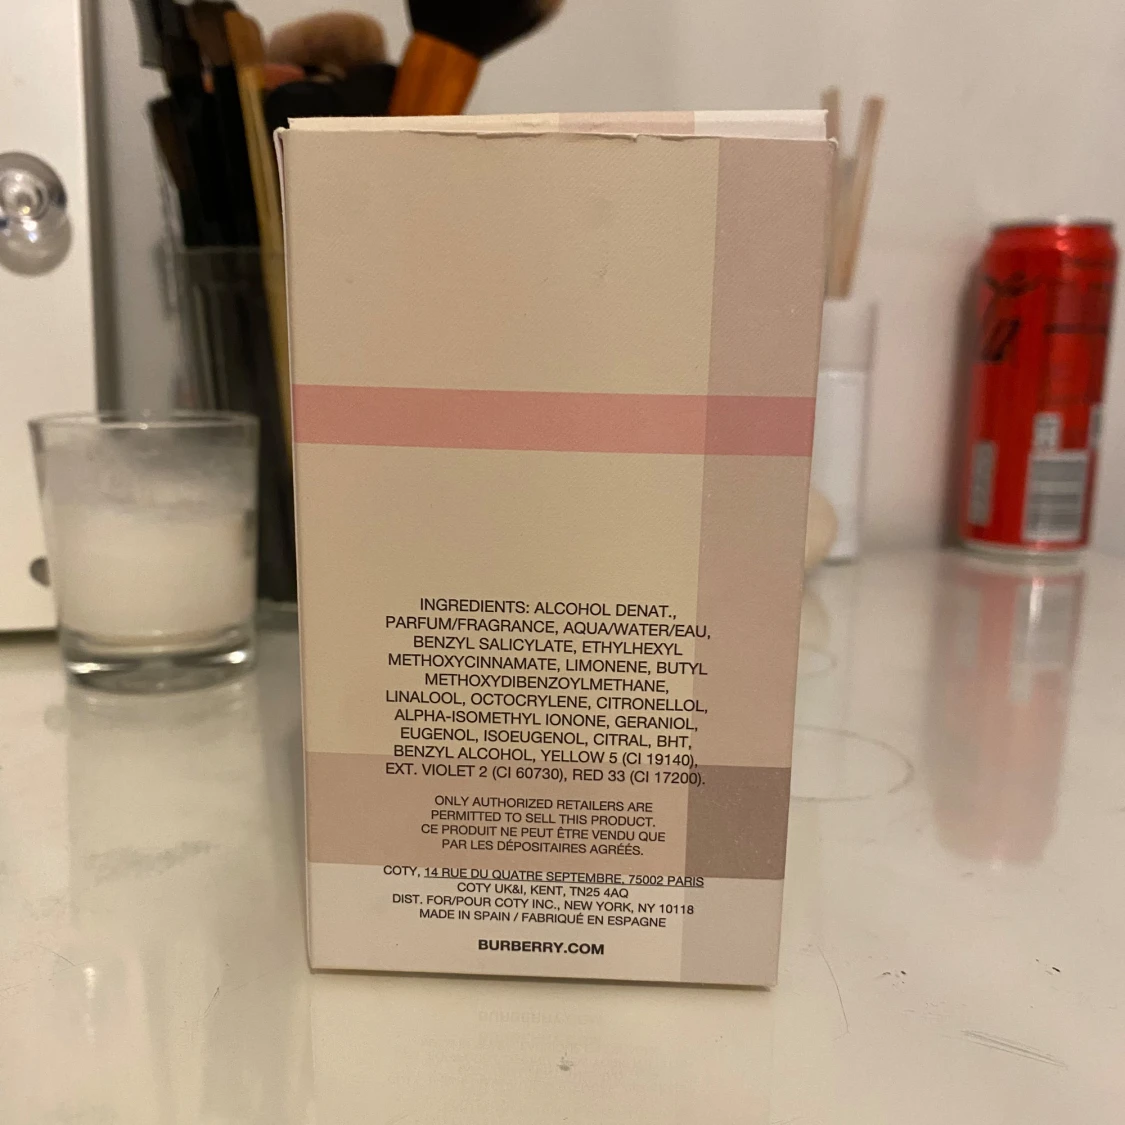 INGREDIENTS: ALCOHOL DENAT.,
PARFUM/FRAGRANCE, AQUA/WATER/EAU,
BENZYL SALICYLATE, ETHYLHEXYL
METHOXYCINNAMATE, LIMONENE, BUTYL
METHOXYDIBENZOYLMETHANE,
LINALOOL, OCTOCRYLENE, CITRONELLOL,
ALPHA-ISOMETHYL IONONE, GERANIOL,
EUGENOL, ISOEUGENOL, CITRAL, BHT,
BENZYL ALCOHOL, YELLOW 5 (CI 19140),
EXT. VIOLET 2 (CI 60730), RED 33 (CI 17200).
ONLY AUTHORIZED RETAILERS ARE
PERMITTED TO SELL THIS PRODUCT.
CE PRODUIT NE PEUT ÊTRE VENDU QUE
PAR LES DÉPOSITAIRES AGRÉÉS.
COTY, 14 RUE DU QUATRE SEPTEMBRE, 75002 PARIS
COTY UK&I, KENT, TN25 4AQ
DIST. FOR/POUR COTY INC., NEW YORK, NY 10118
MADE IN SPAIN / FABRIQUÉ EN ESPAGNE
BURBERRY.COM